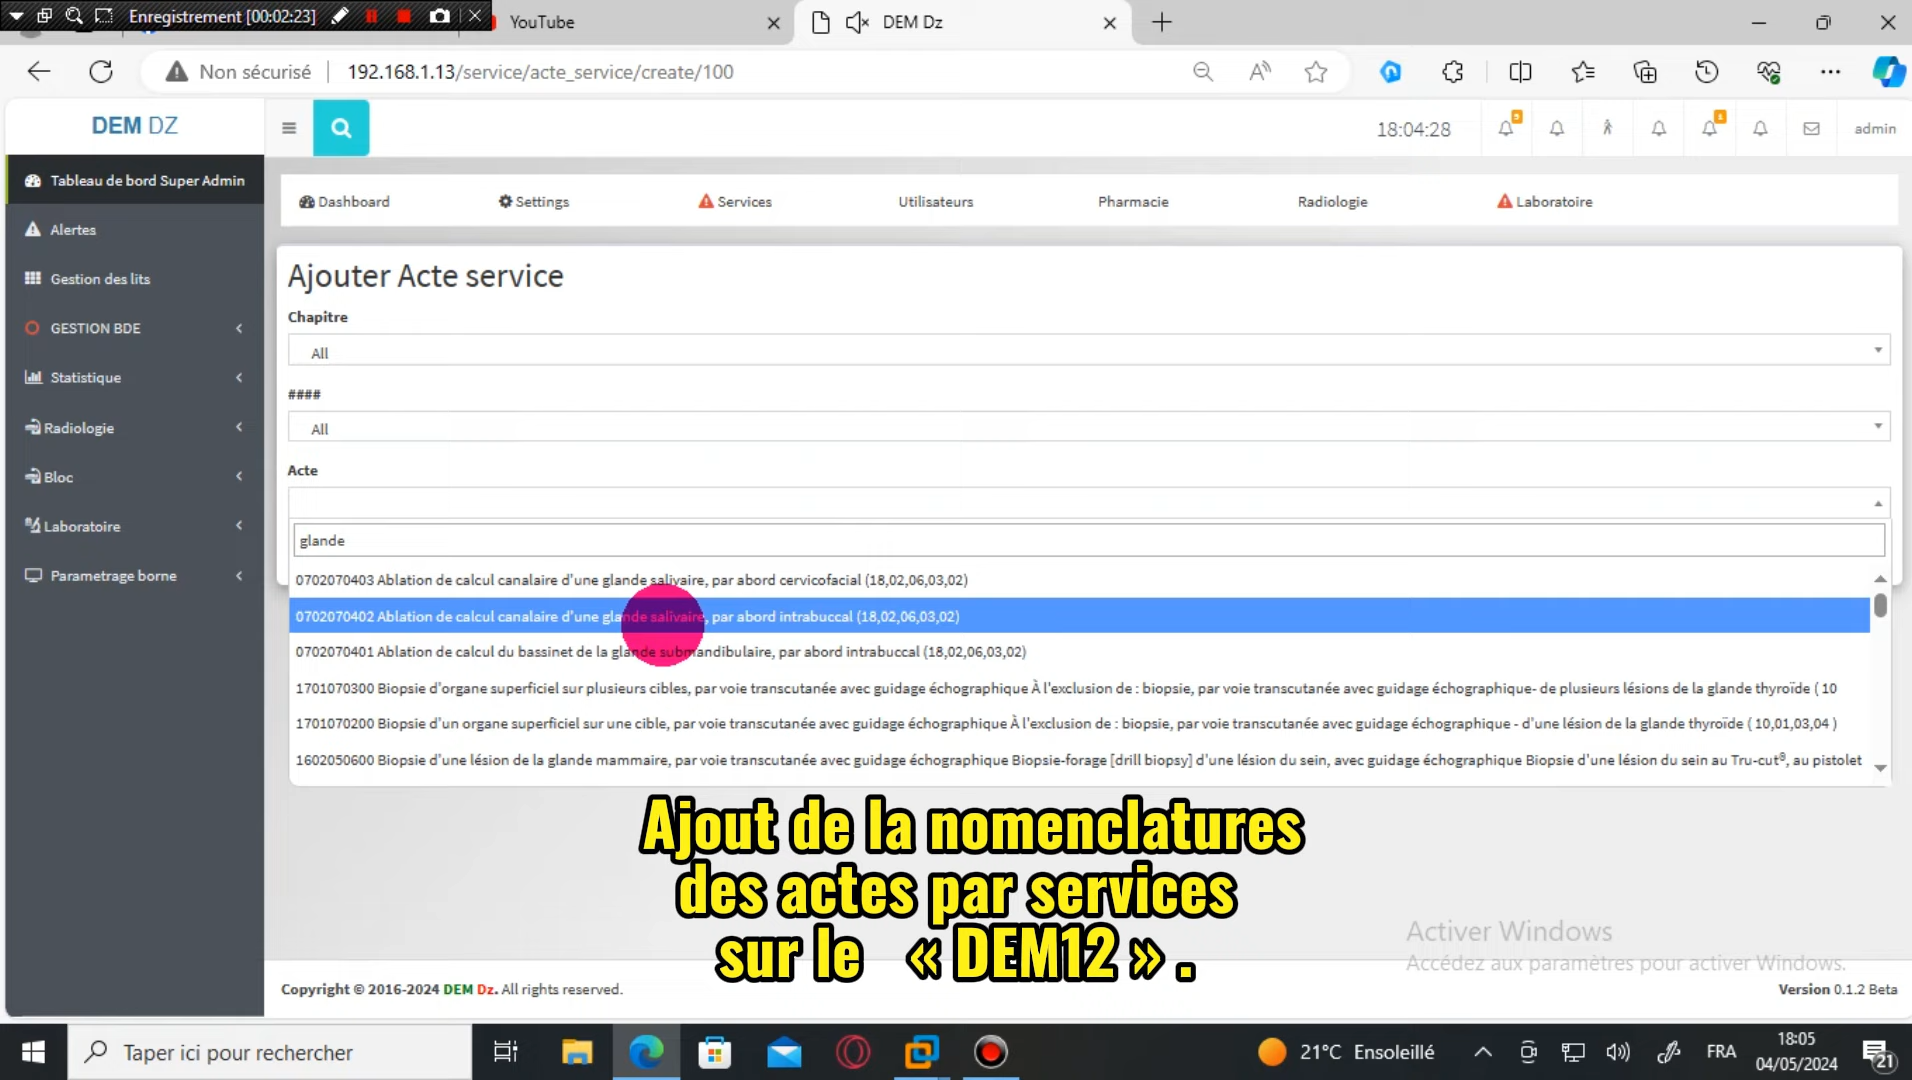 Enregistrement [00:02:23]
YouTube
DEM Dz
Non sécurisé
192.168.1.13/service/acte_service/create/100
DEM DZ
18:04:28
admin
Tableau de bord Super Admin
Alertes
Gestion des lits
GESTION BDE
Statistique
Radiologie
Bloc
Laboratoire
Parametrage borne
Dashboard
Settings
Services
Utilisateurs
Pharmacie
Radiologie
Laboratoire
Ajouter Acte service
Chapitre
All
####
All
Acte
glande
0702070403 Ablation de calcul canalaire d'une glande salivaire, par abord cervicofacial (18,02,06,03,02)
0702070402 Ablation de calcul canalaire d'une glande salivaire, par abord intrabuccal (18,02,06,03,02)
0702070401 Ablation de calcul du bassinet de la glande submandibulaire, par abord intrabuccal (18,02,06,03,02)
1701070300 Biopsie d'organe superficiel sur plusieurs cibles, par voie transcutanée avec guidage échographique À l'exclusion de : biopsie, par voie transcutanée avec guidage échographique- de plusieurs lésions de la glande thyroïde ( 10
1701070200 Biopsie d'un organe superficiel sur une cible, par voie transcutanée avec guidage échographique À l'exclusion de : biopsie, par voie transcutanée avec guidage échographique - d'une lésion de la glande thyroïde ( 10,01,03,04 )
1602050600 Biopsie d'une lésion de la glande mammaire, par voie transcutanée avec guidage échographique Biopsie-forage [drill biopsy] d'une lésion du sein, avec guidage échographique Biopsie d'une lésion du sein au Tru-cut®, au pistolet
Ajout de la nomenclatures
des actes par services
sur le « DEM12 » .
Activer Windows
Accédez aux paramètres pour activer Windows.
Copyright © 2016-2024 DEM Dz. All rights reserved.
Version 0.1.2 Beta
Taper ici pour rechercher
21°C Ensoleillé
FRA
18:05
04/05/2024
21